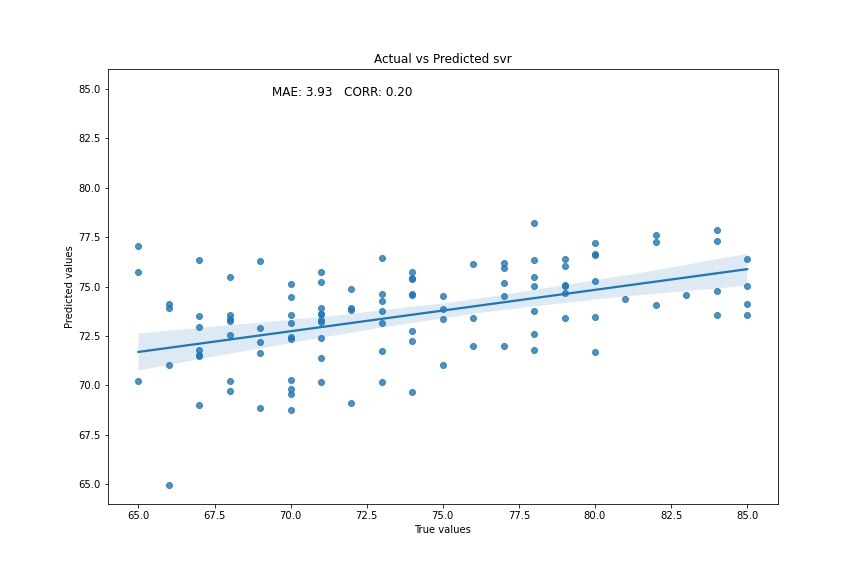 Actual vs Predicted svr
MAE: 3.93   CORR: 0.20
85.0
82.5
80.0
77.5
75.0
72.5
70.0
67.5
65.0
Predicted values
65.0 67.5 70.0 72.5 75.0 77.5 80.0 82.5 85.0
True values